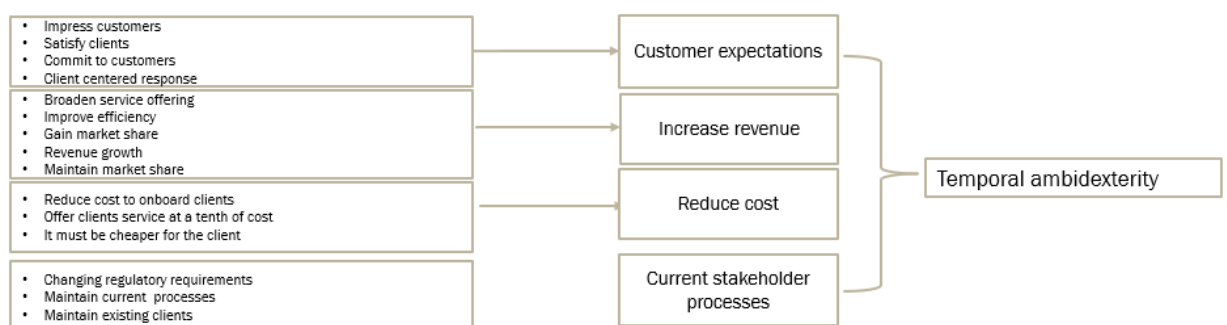 • Impress customers
• Satisfy clients
• Commit to customers
• Client centered response
Customer expectations
• Broaden service offering
• Improve efficiency
• Gain market share
• Revenue growth
• Maintain market share
Increase revenue
• Reduce cost to onboard clients
• Offer clients service at a tenth of cost
• It must be cheaper for the client
Reduce cost
• Changing regulatory requirements
• Maintain current processes
• Maintain existing clients
Current stakeholder
processes
Temporal ambidexterity